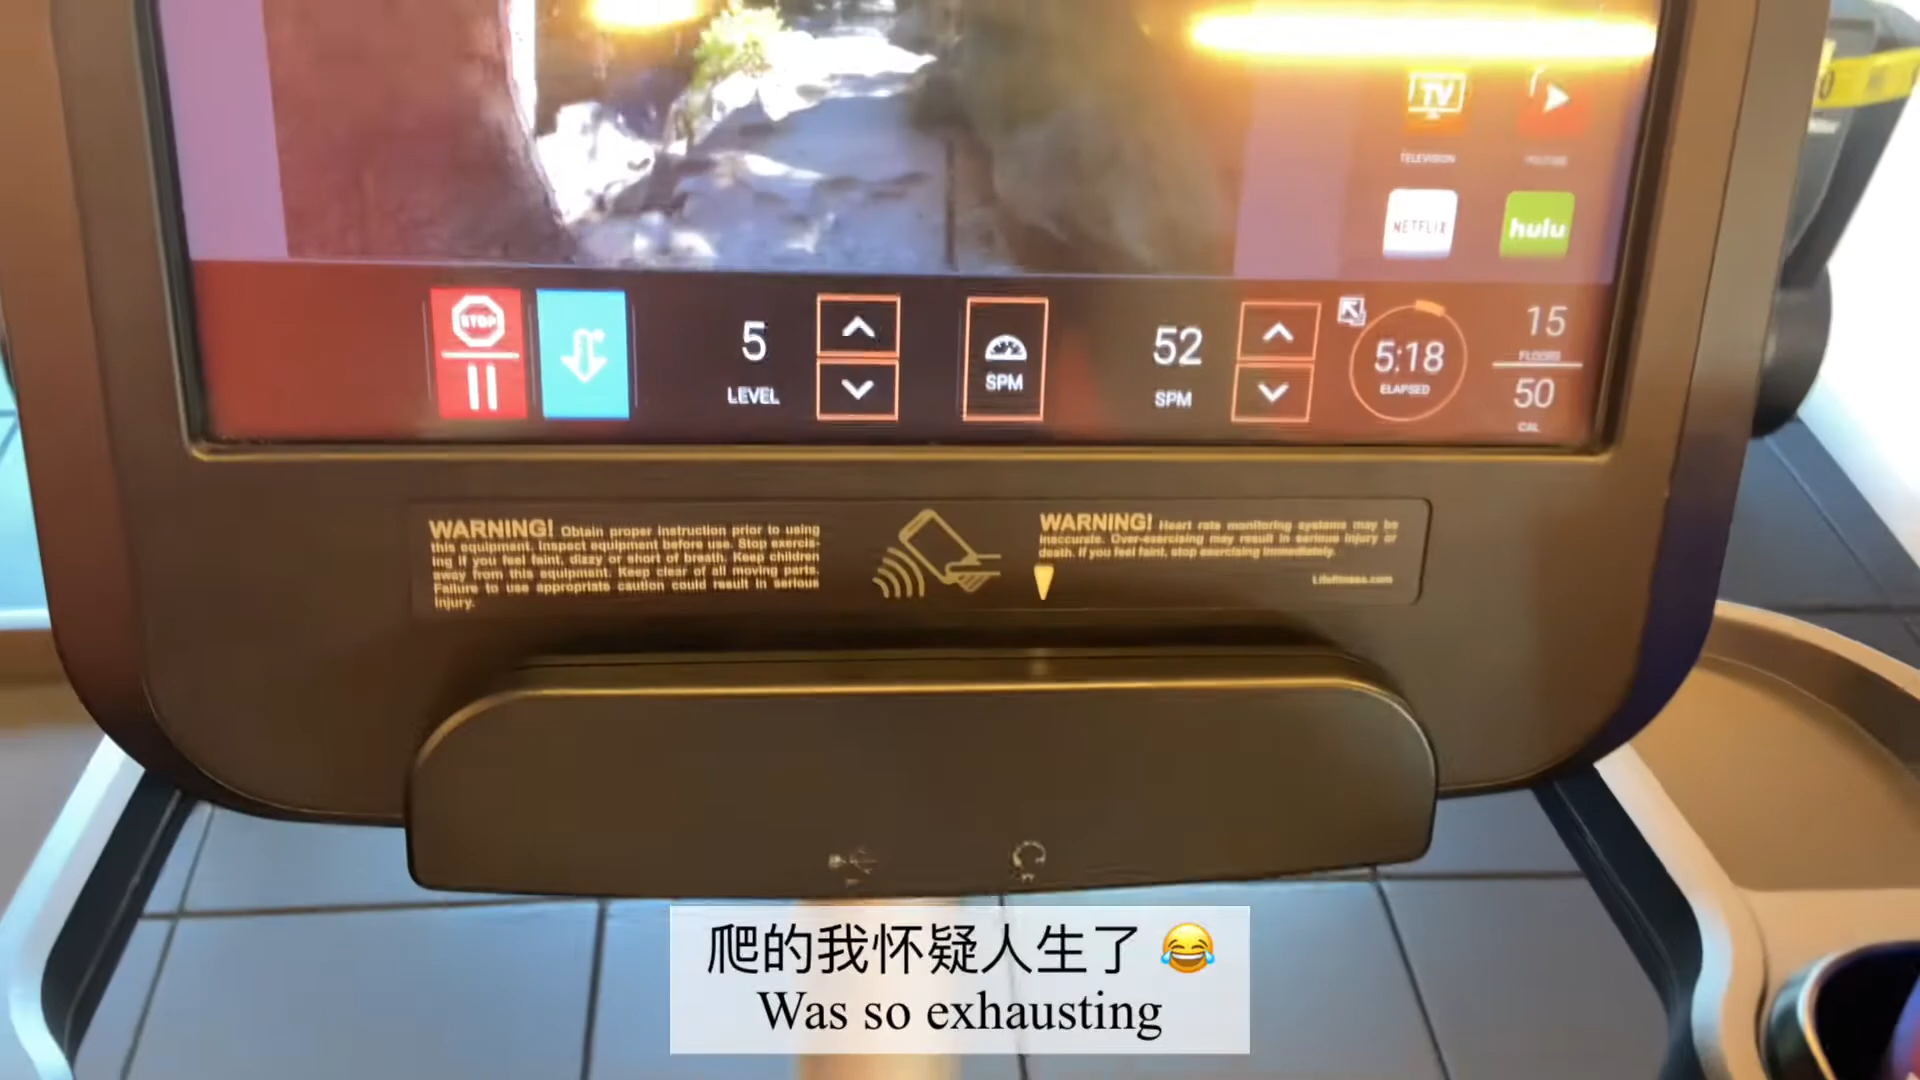 TV
TELEVISION
NETFLIX
hulu
STOP
5
LEVEL
SPM
52
SPM
5:18
ELAPSED
15
FLOORS
50
CAL
WARNING! Obtain proper instruction prior to using
this equipment. Inspect equipment before use. Stop exercis-
ing if you feel faint, dizzy or short of breath. Keep children
away from this equipment. Keep clear of all moving parts.
Failure to use appropriate caution could result in serious
injury.
WARNING! Heart rate monitoring systems may be
inaccurate. Over-exercising may result in serious injury or
death. If you feel faint, stop exercising immediately.
Lifefitness.com
爬的我怀疑人生了 😂
Was so exhausting